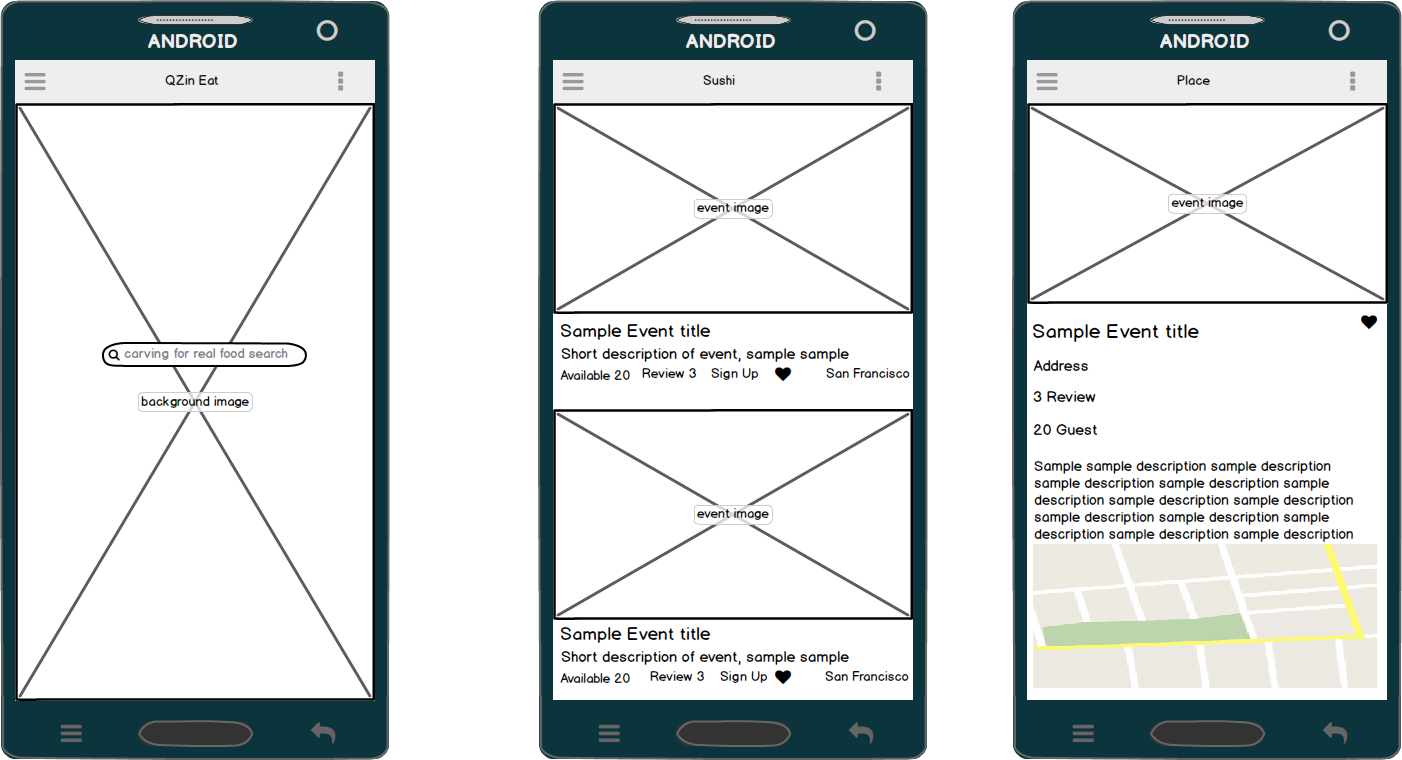 ANDROID
QZin Eat
carving for real food search
background image
ANDROID
Sushi
event image
Sample Event title
Short description of event, sample sample
Available 20 Review 3 Sign Up San Francisco
event image
Sample Event title
Short description of event, sample sample
Available 20 Review 3 Sign Up San Francisco
ANDROID
Place
event image
Sample Event title
Address
3 Review
20 Guest
Sample sample description sample description
sample description sample description sample
description sample description sample description
sample description sample description sample
description sample description sample description